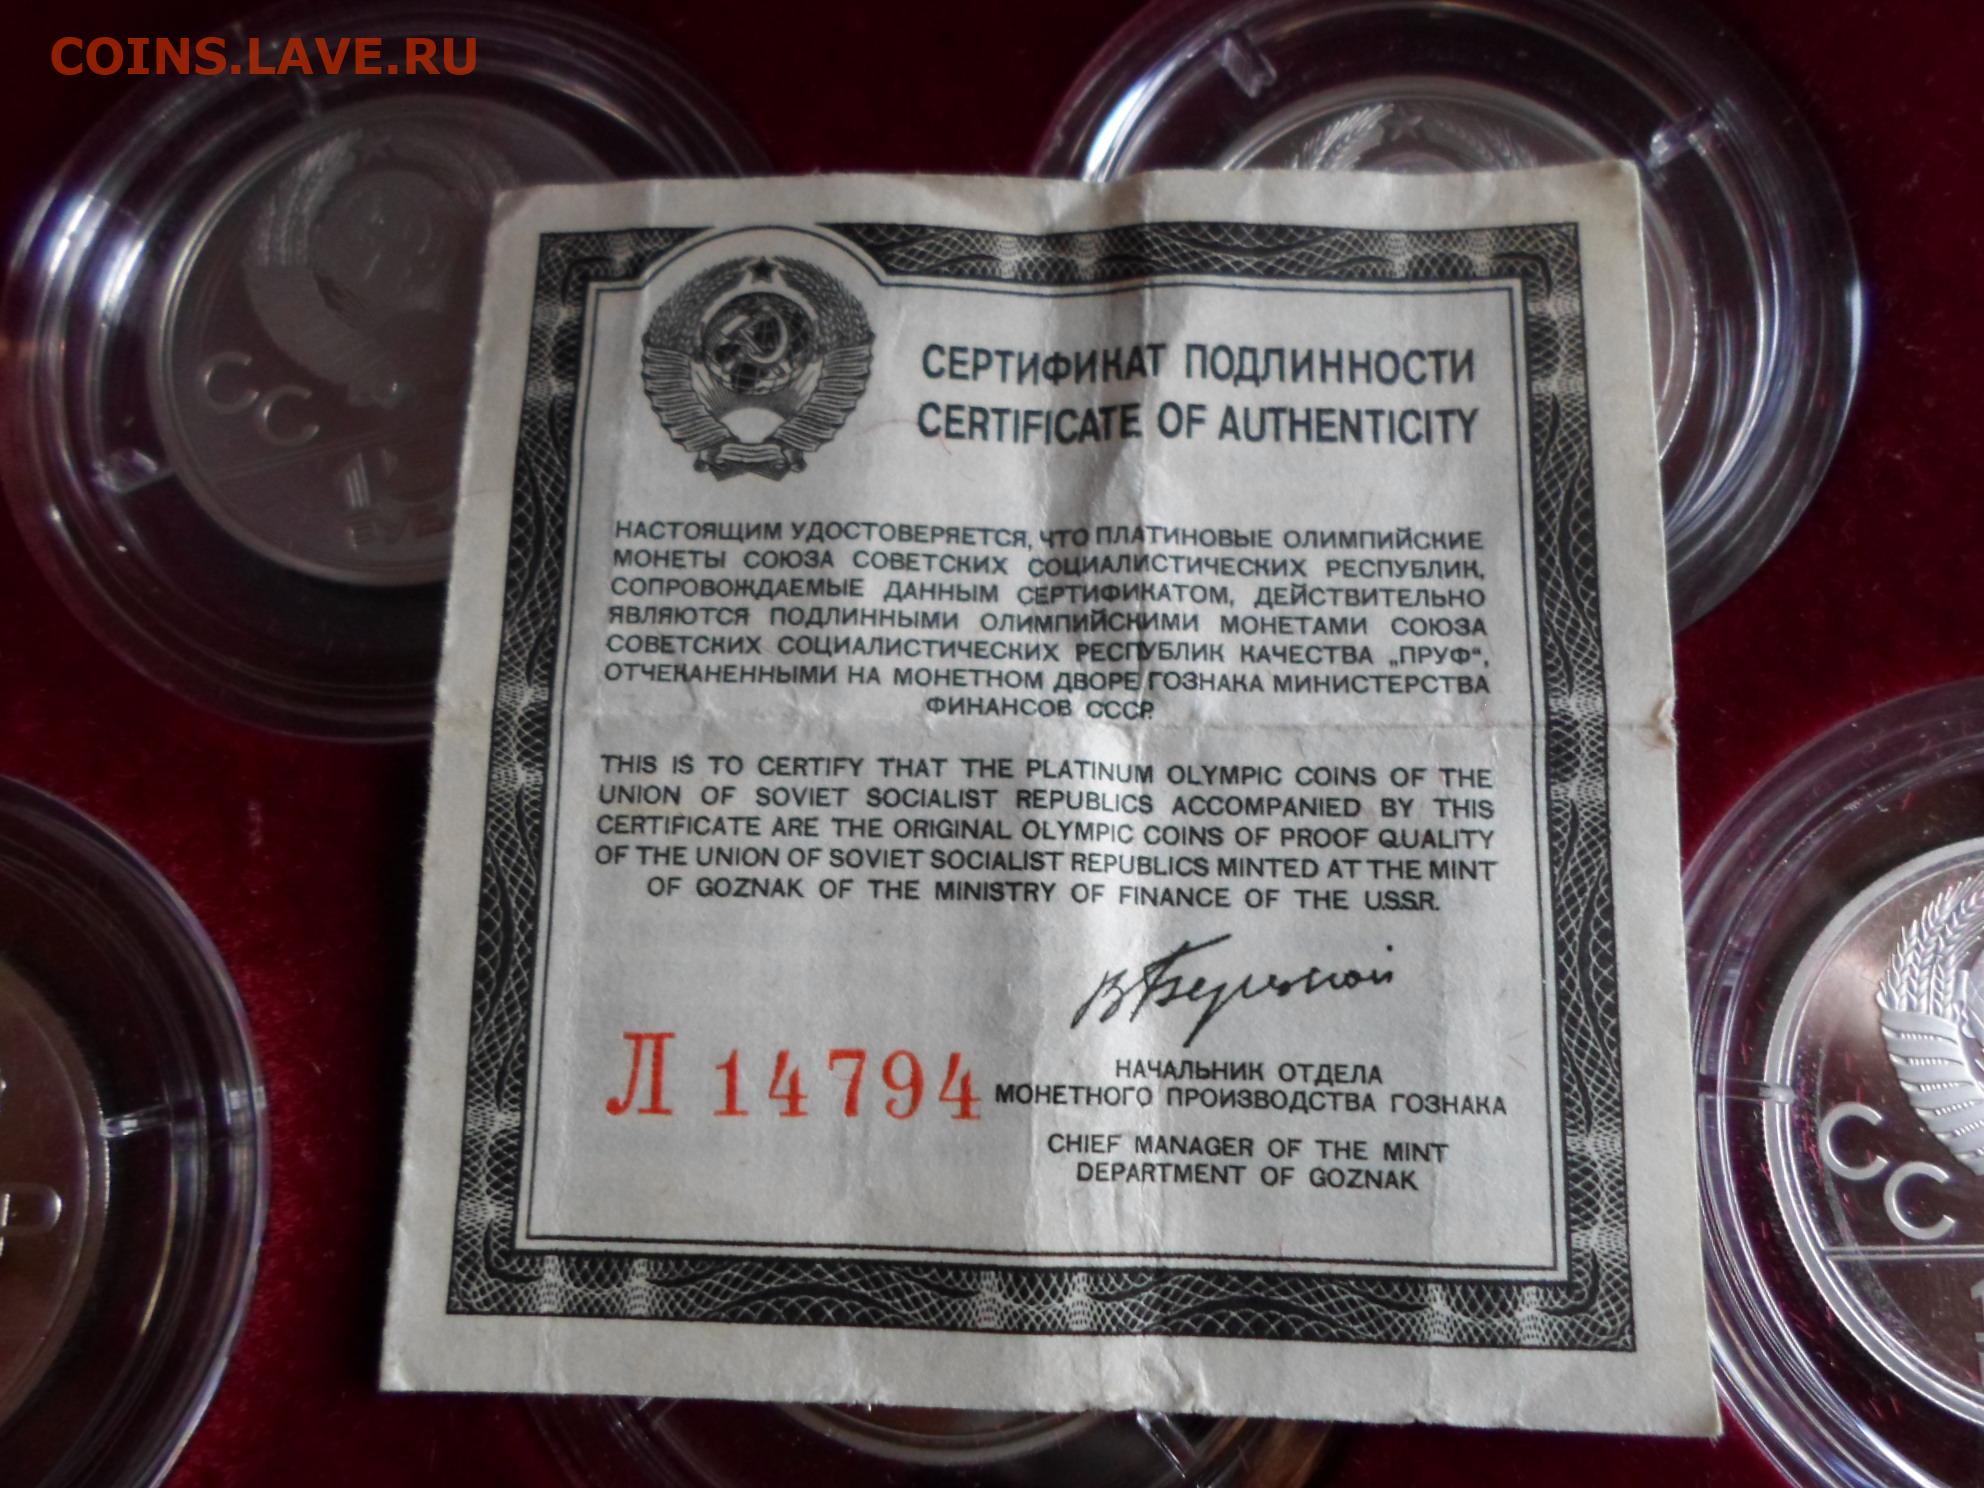 COINS.LAVE.RU
СЕРТИФИКАТ ПОДЛИННОСТИ
CERTIFICATE OF AUTHENTICITY
НАСТОЯЩИМ УДОСТОВЕРЯЕТСЯ, ЧТО ПЛАТИНОВЫЕ ОЛИМПИЙСКИЕ
МОНЕТЫ СОЮЗА СОВЕТСКИХ СОЦИАЛИСТИЧЕСКИХ РЕСПУБЛИК,
СОПРОВОЖДАЕМЫЕ ДАННЫМ СЕРТИФИКАТОМ, ДЕЙСТВИТЕЛЬНО
ЯВЛЯЮТСЯ ПОДЛИННЫМИ ОЛИМПИЙСКИМИ МОНЕТАМИ СОЮЗА
СОВЕТСКИХ СОЦИАЛИСТИЧЕСКИХ РЕСПУБЛИК КАЧЕСТВА „ПРУФ“,
ОТЧЕКАНЕННЫМИ НА МОНЕТНОМ ДВОРЕ ГОЗНАКА МИНИСТЕРСТВА
ФИНАНСОВ СССР.
THIS IS TO CERTIFY THAT THE PLATINUM OLYMPIC COINS OF THE
UNION OF SOVIET SOCIALIST REPUBLICS ACCOMPANIED BY THIS
CERTIFICATE ARE THE ORIGINAL OLYMPIC COINS OF PROOF QUALITY
OF THE UNION OF SOVIET SOCIALIST REPUBLICS MINTED AT THE MINT
OF GOZNAK OF THE MINISTRY OF FINANCE OF THE U.S.S.R.
Л 14794
НАЧАЛЬНИК ОТДЕЛА
МОНЕТНОГО ПРОИЗВОДСТВА ГОЗНАКА
CHIEF MANAGER OF THE MINT
DEPARTMENT OF GOZNAK
СС
СС